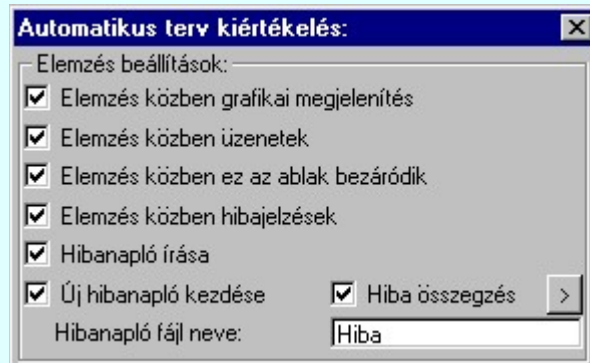 Automatikus terv kiértékelés:
Elemzés beállítások:
Elemzés közben grafikai megjelenítés
Elemzés közben üzenetek
Elemzés közben ez az ablak bezáródik
Elemzés közben hibajelzések
Hibanapló írása
Új hibanapló kezdése Hiba összegzés >
Hibanapló fájl neve: Hiba